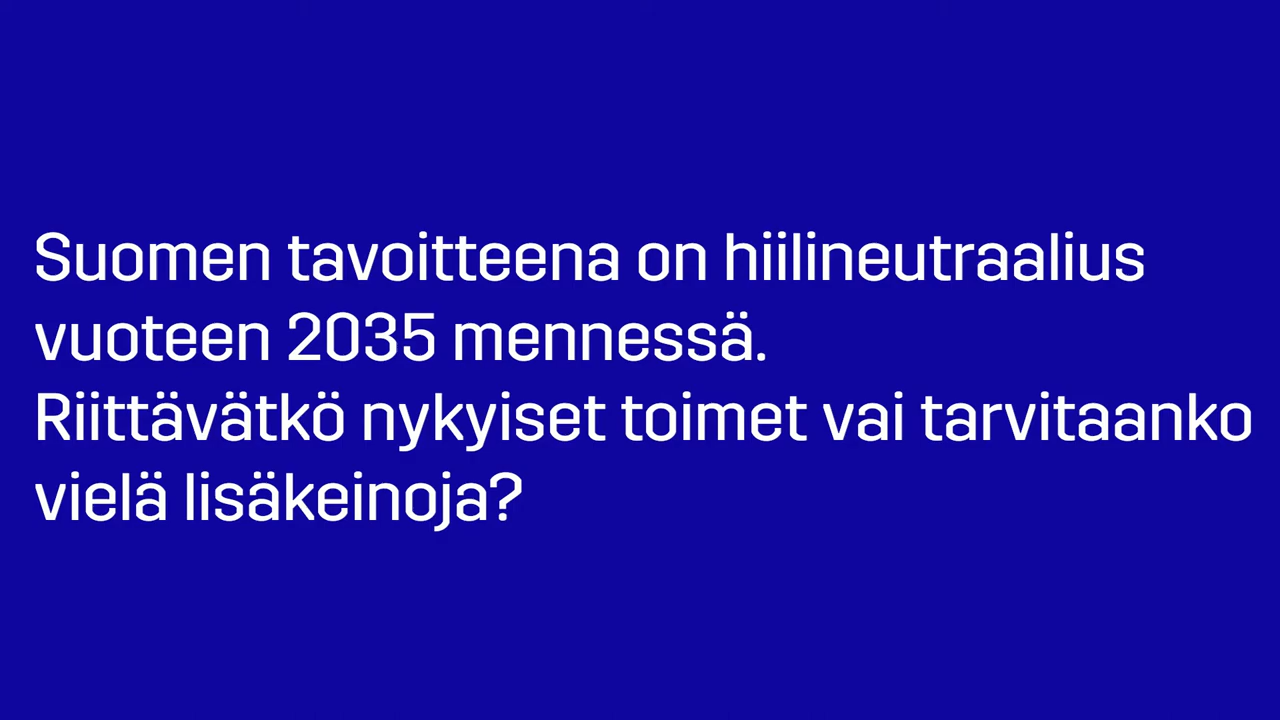 Suomen tavoitteena on hiilineutraalius
vuoteen 2035 mennessä.
Riittävätkö nykyiset toimet vai tarvitaanko
vielä lisäkeinoja?